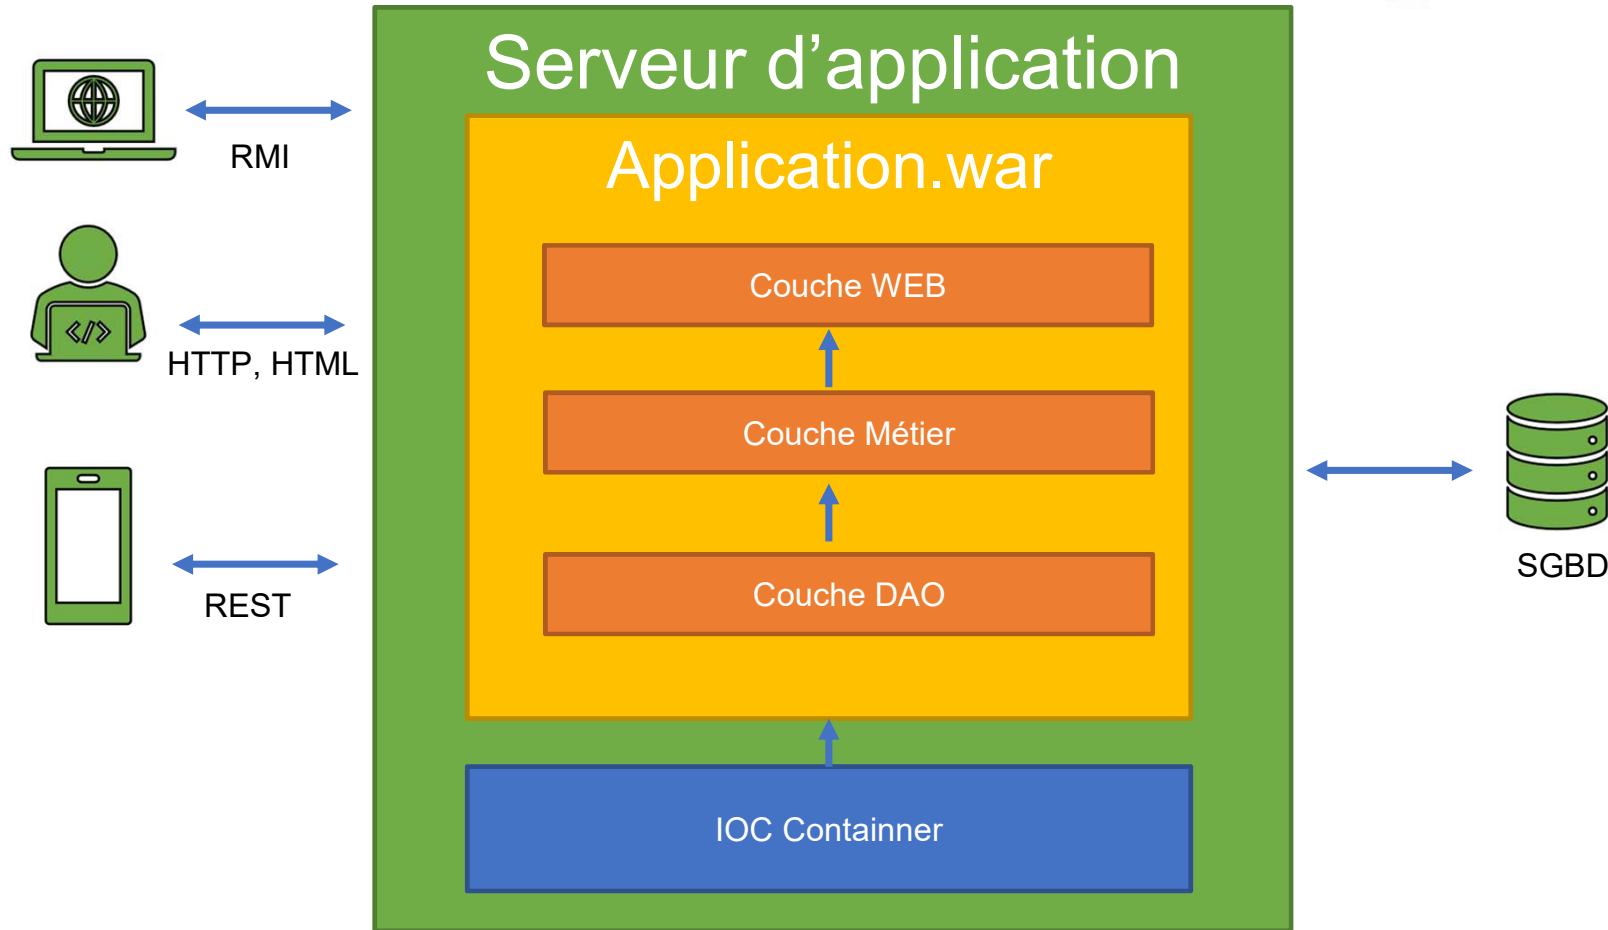 Serveur d’application
Application.war
RMI
Couche WEB
</>
HTTP, HTML
Couche Métier
SGBD
Couche DAO
REST
IOC Containner